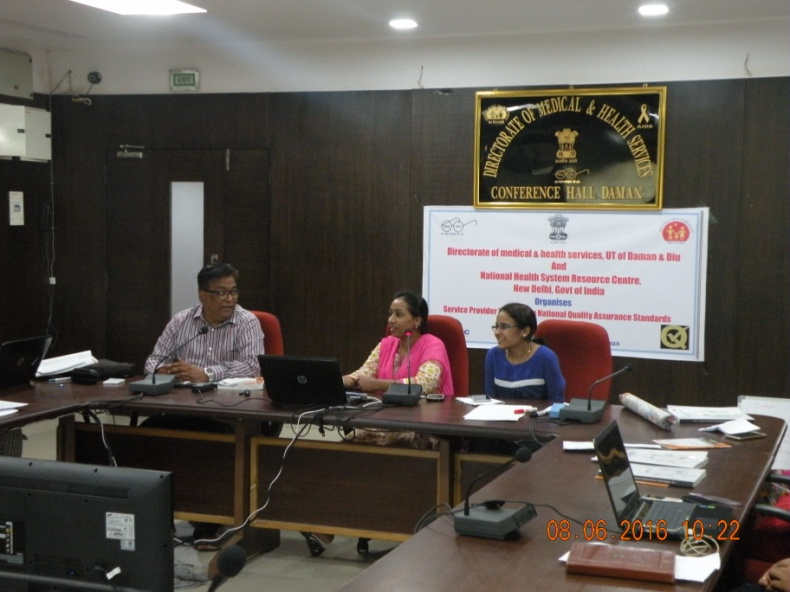 DIRECTORATE OF MEDICAL & HEALTH SERVICES
AIDS
CONFERENCE HALL DAMAN
Directorate of medical & health services, UT of Daman & Diu
And
National Health System Resource Centre,
New Delhi, Govt of India
Organises
Service Provider National Quality Assurance Standards
hp
08.06.2016 10:22